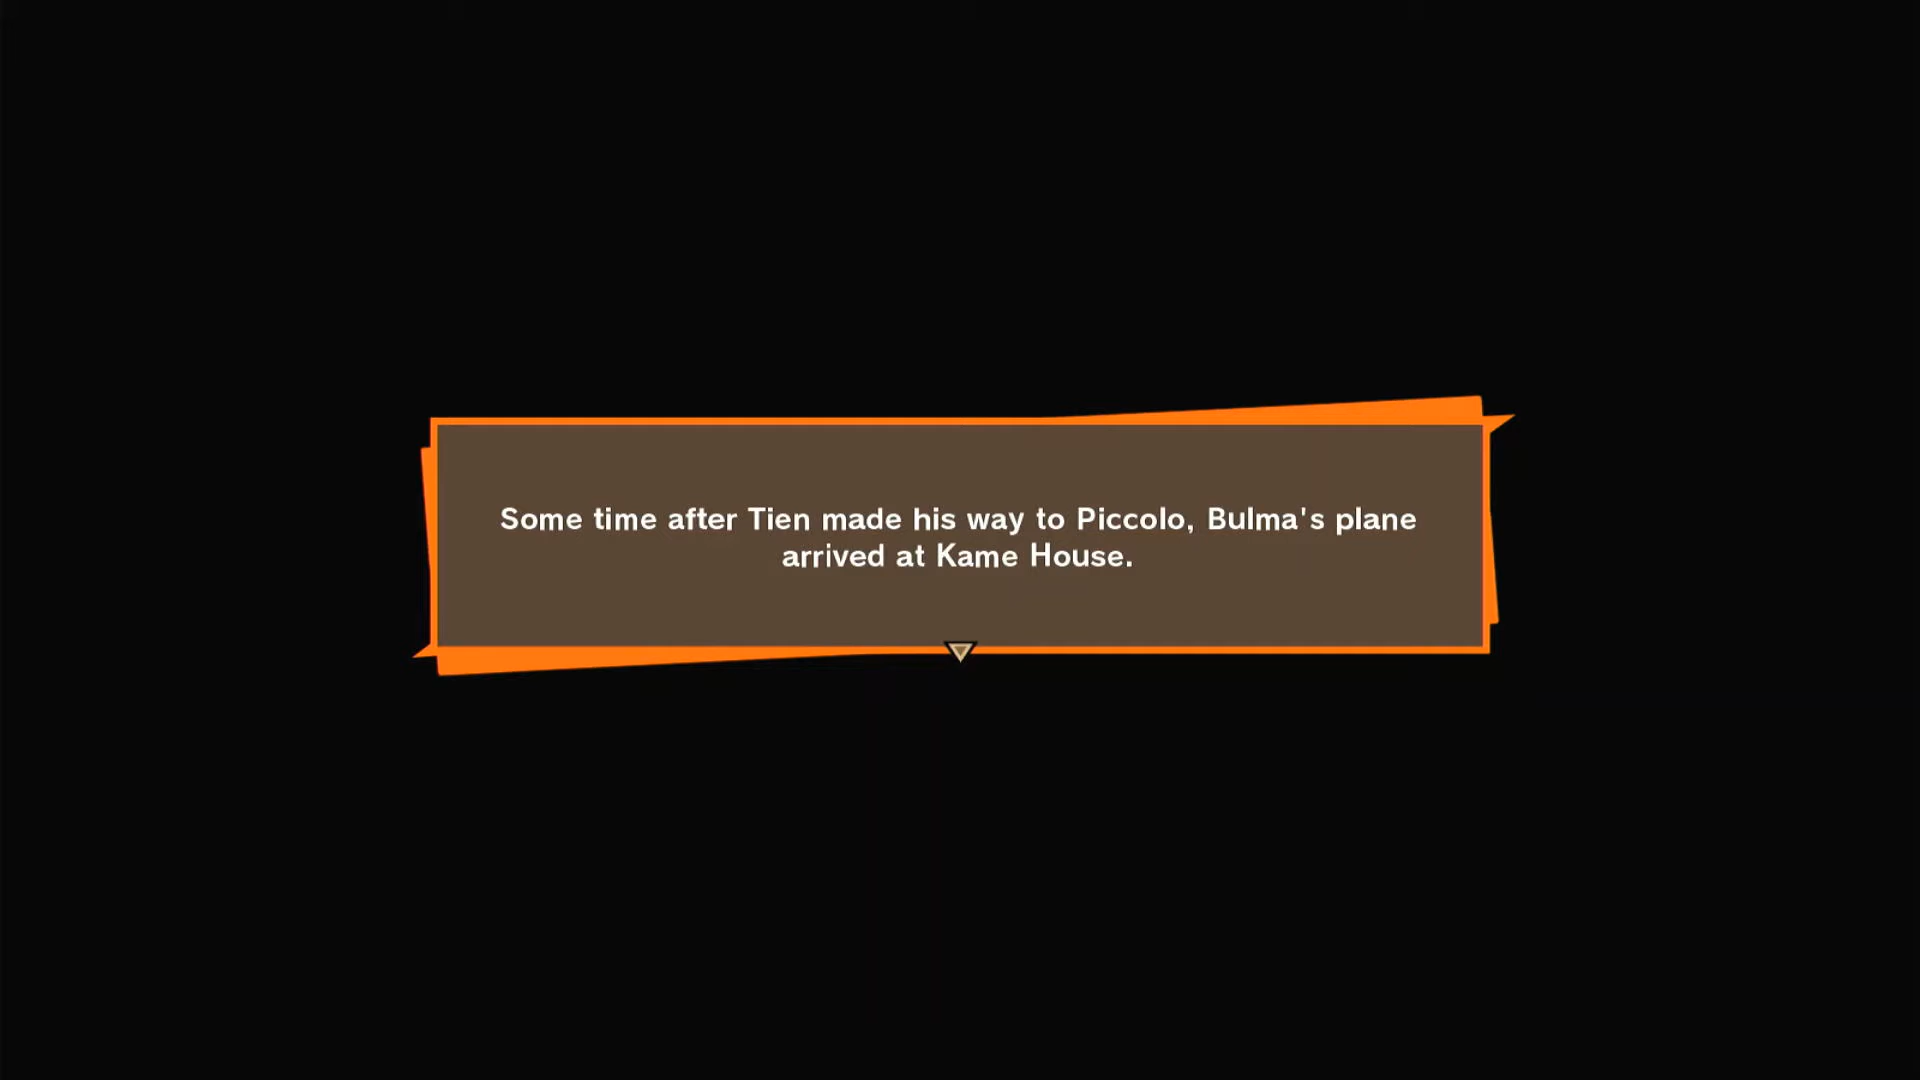 Some time after Tien made his way to Piccolo, Bulma's plane
arrived at Kame House.